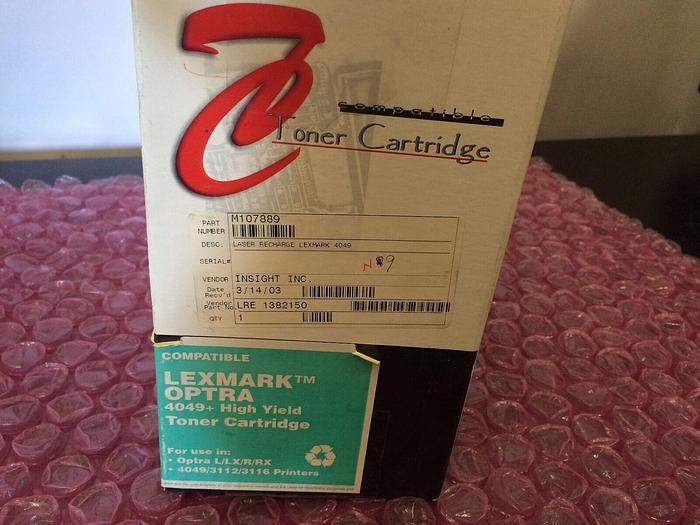 compatible
Toner Cartridge
PART NUMBER M107889
DESC. LASER RECHARGE LEXMARK 4049
SERIAL#
VENDOR INSIGHT INC.
Date Recv'd 3/14/03
Vendor Part No LRE 1382150
QTY 1
COMPATIBLE
LEXMARK™
OPTRA
4049+ High Yield
Toner Cartridge
For use in:
• Optra L/LX/R/RX
• 4049/3112/3116 Printers